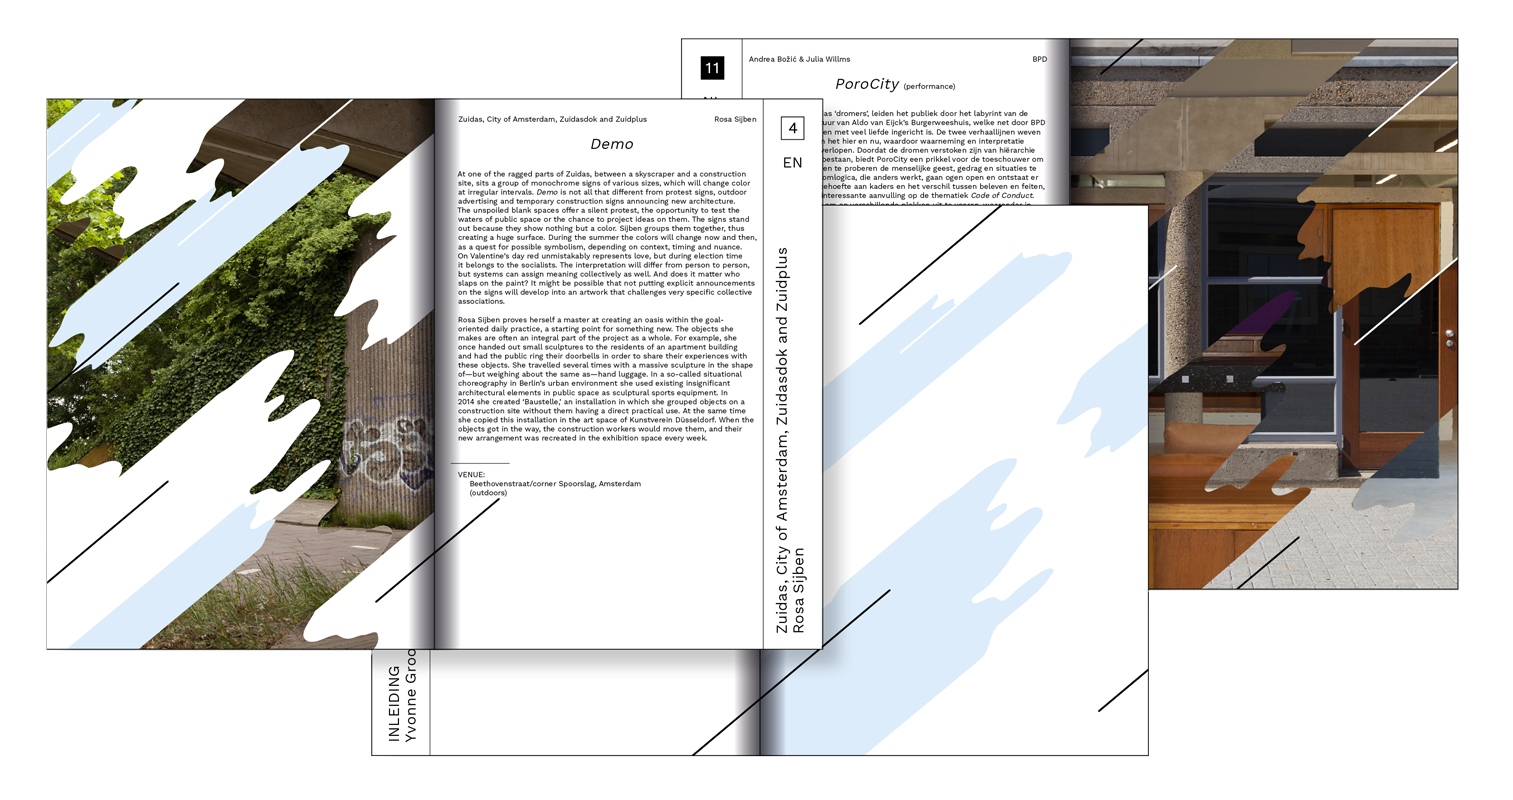 11
Andrea Božić & Julia Willms
BPD
PoroCity (performance)
as ‘dromers’, leiden het publiek door het labyrint van de
tuur van Aldo van Eijck’s Burgerweeshuis, welke net door BPD
en met veel liefde ingericht is. De twee verhaallijnen weven
het hier en nu, waardoor waarneming en interpretatie
verlopen. Doordat de dromen verstoken zijn van hiërarchie
bestaan, biedt PoroCity een prikkel voor de toeschouwer om
en te proberen de menselijke geest, gedrag en situaties te
omlogica, die anders werkt, gaan ogen open en ontstaat er
ehoefte aan kaders en het verschil tussen beleven en feiten,
interessante aanvulling op de thematiek Code of Conduct.
Zuidas, City of Amsterdam, Zuidasdok and Zuidplus
Rosa Sijben
Demo
At one of the ragged parts of Zuidas, between a skyscraper and a construction
site, sits a group of monochrome signs of various sizes, which will change color
at irregular intervals. Demo is not all that different from protest signs, outdoor
advertising and temporary construction signs announcing new architecture.
The unspoiled blank spaces offer a silent protest, the opportunity to test the
waters of public space or the chance to project ideas on them. The signs stand
out because they show nothing but a color. Sijben groups them together, thus
creating a huge surface. During the summer the colors will change now and then,
as a quest for possible symbolism, depending on context, timing and nuance.
On Valentine’s day red unmistakably represents love, but during election time
it belongs to the socialists. The interpretation will differ from person to person,
but systems can assign meaning collectively as well. And does it matter who
slaps on the paint? It might be possible that not putting explicit announcements
on the signs will develop into an artwork that challenges very specific collective
associations.
Rosa Sijben proves herself a master at creating an oasis within the goal-
oriented daily practice, a starting point for something new. The objects she
makes are often an integral part of the project as a whole. For example, she
once handed out small sculptures to the residents of an apartment building
and had the public ring their doorbells in order to share their experiences with
these objects. She travelled several times with a massive sculpture in the shape
of—but weighing about the same as—hand luggage. In a so-called situational
choreography in Berlin’s urban environment she used existing insignificant
architectural elements in public space as sculptural sports equipment. In
2014 she created ‘Baustelle,’ an installation in which she grouped objects on a
construction site without them having a direct practical use. At the same time
she copied this installation in the art space of Kunstverein Düsseldorf. When the
objects got in the way, the construction workers would move them, and their
new arrangement was recreated in the exhibition space every week.
VENUE:
Beethovenstraat/corner Spoorslag, Amsterdam
(outdoors)
4
EN
Zuidas, City of Amsterdam, Zuidasdok and Zuidplus
Rosa Sijben
INLEIDING
Yvonne Groo